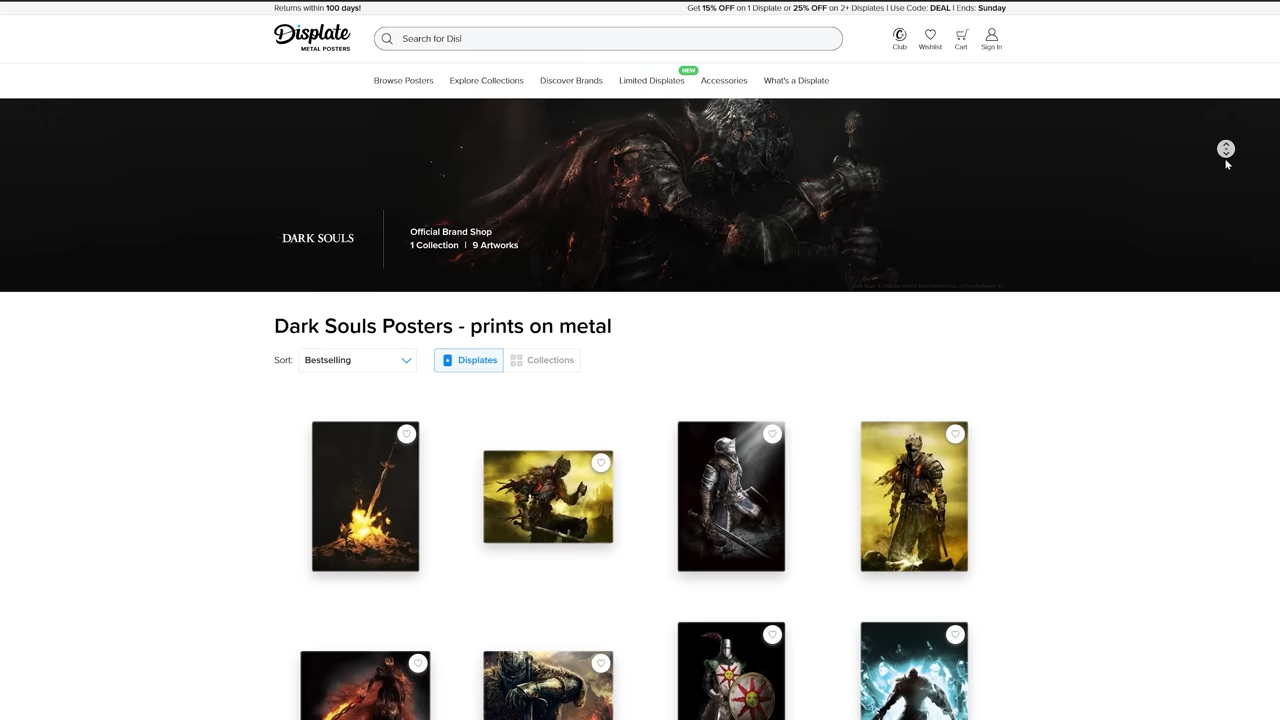 Returns within 100 days!
Get 15% OFF on 1 Displate or 25% OFF on 2+ Displates | Use Code: DEAL | Ends: Sunday
Displate
METAL POSTERS
Search for Disl
Club
Wishlist
Cart
Sign In
NEW
Browse Posters
Explore Collections
Discover Brands
Limited Displates
Accessories
What's a Displate
DARK SOULS
Official Brand Shop
1 Collection | 9 Artworks
Dark Souls Posters - prints on metal
Sort:
Bestselling
Displates
Collections